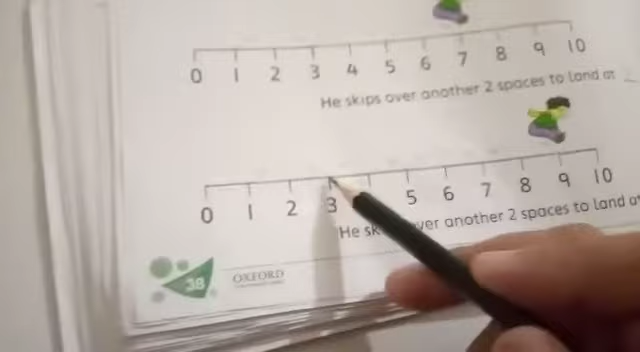 0 1 2 3 4 5 6 7 8 9 10
He skips over another 2 spaces to land at
0 1 2 3 5 6 7 8 9 10
He over another 2 spaces to land at
38
OXFORD